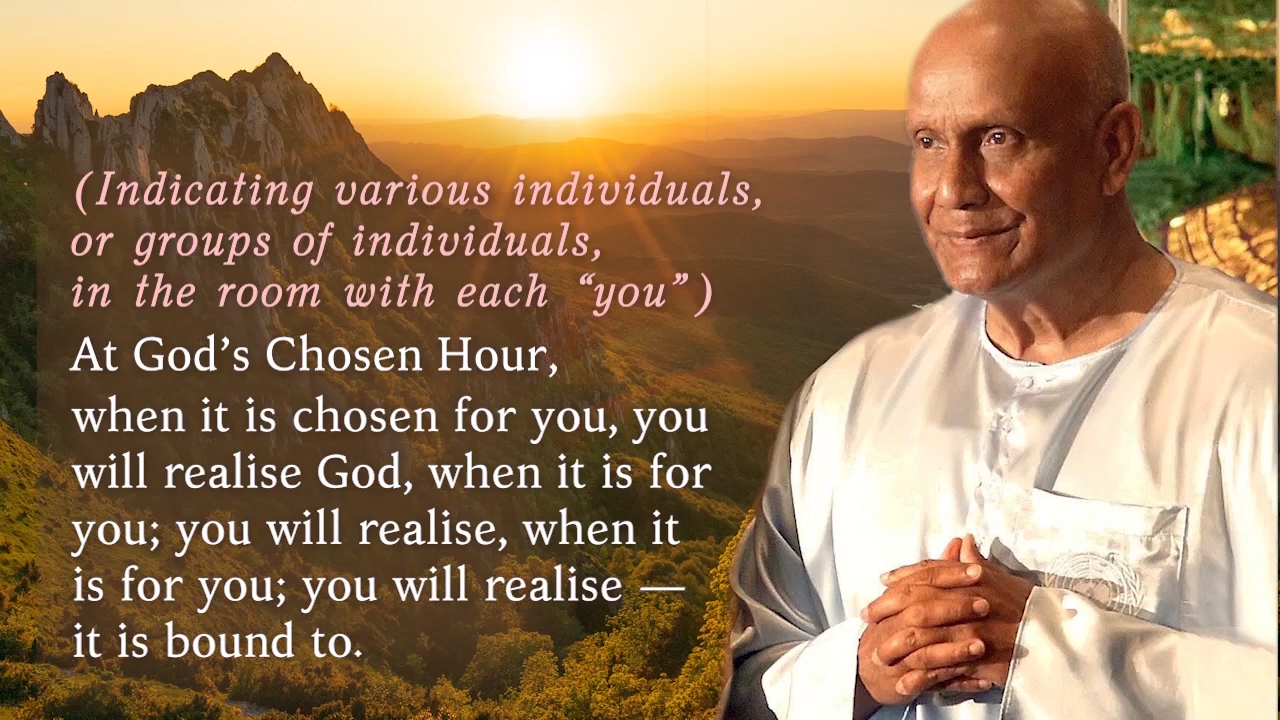 (Indicating various individuals,
or groups of individuals,
in the room with each “you”)
At God’s Chosen Hour,
when it is chosen for you, you
will realise God, when it is for
you; you will realise, when it
is for you; you will realise —
it is bound to.